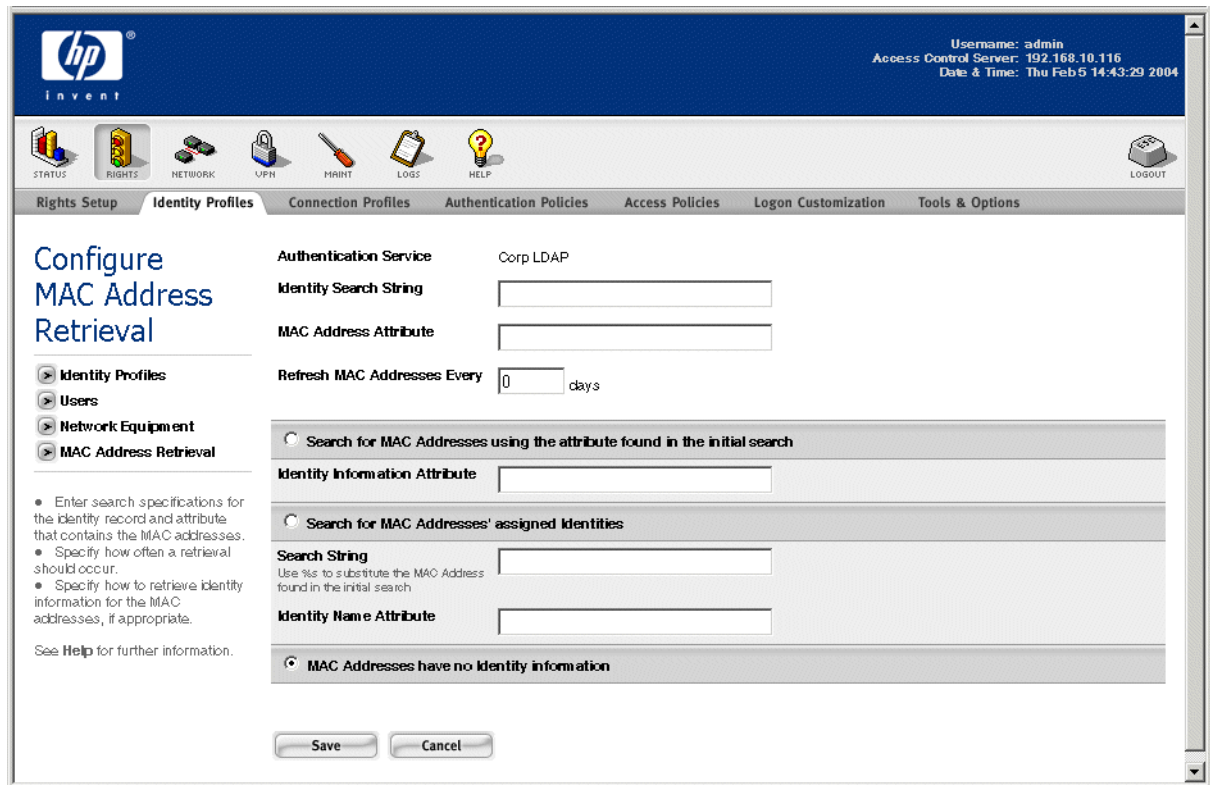 hp ®
invent
Username: admin
Access Control Server: 192.168.10.116
Date & Time: Thu Feb 5 14:43:29 2004
STATUS RIGHTS NETWORK VPN MAINT LOGS HELP LOGOUT
Rights Setup Identity Profiles Connection Profiles Authentication Policies Access Policies Logon Customization Tools & Options
Configure
MAC Address
Retrieval
Identity Profiles
Users
Network Equipment
MAC Address Retrieval
● Enter search specifications for
the identity record and attribute
that contains the MAC addresses.
● Specify how often a retrieval
should occur.
● Specify how to retrieve identity
information for the MAC
addresses, if appropriate.
See Help for further information.
Authentication Service Corp LDAP
Identity Search String
MAC Address Attribute
Refresh MAC Addresses Every 0 days
Search for MAC Addresses using the attribute found in the initial search
Identity Information Attribute
Search for MAC Addresses' assigned Identities
Search String
Use %s to substitute the MAC Address
found in the initial search
Identity Name Attribute
MAC Addresses have no Identity information
Save Cancel